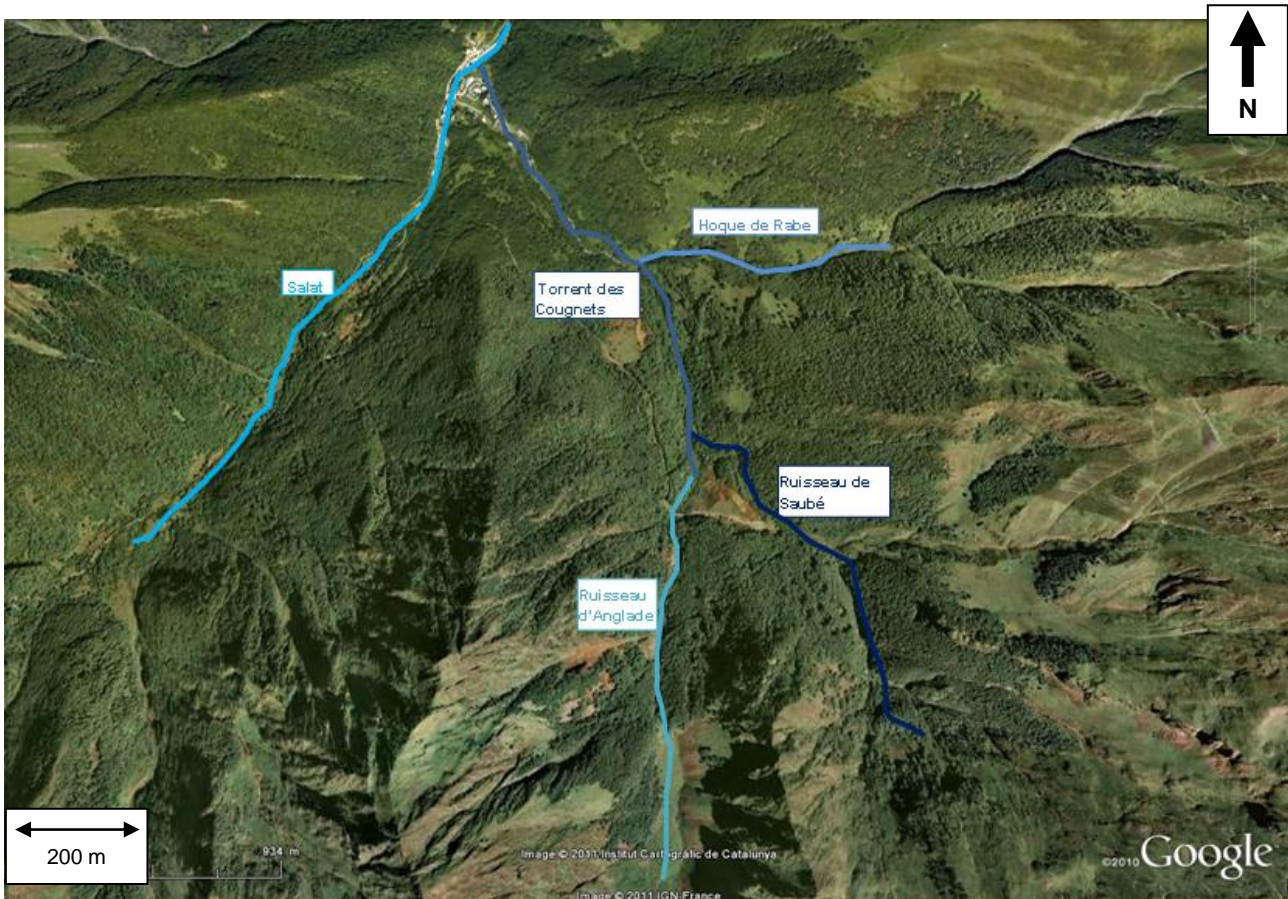 N
Hoque de Rabe
Salat
Torrent des
Cougnets
Ruisseau de
Saubé
Ruisseau
d'Anglade
200 m
934 m
Image © 2011 Institut Cartogràfic de Catalunya
©2010 Google
Image © 2011 IGN France